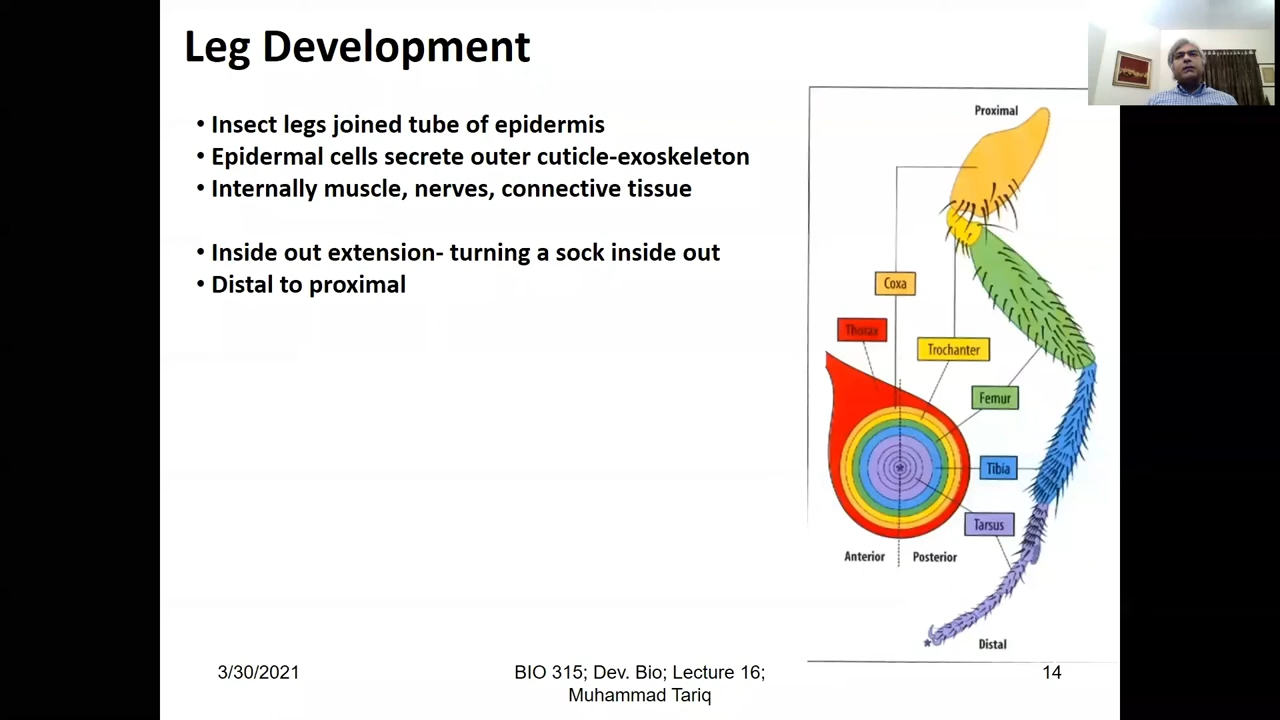 Leg Development
• Insect legs joined tube of epidermis
• Epidermal cells secrete outer cuticle-exoskeleton
• Internally muscle, nerves, connective tissue
• Inside out extension- turning a sock inside out
• Distal to proximal
Proximal
Coxa
Thorax
Trochanter
Femur
Tibia
Tarsus
Anterior
Posterior
Distal
3/30/2021
BIO 315; Dev. Bio; Lecture 16;
Muhammad Tariq
14